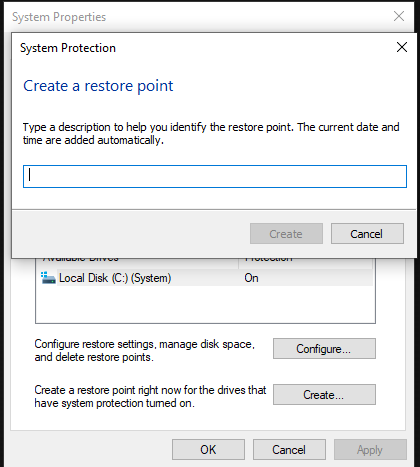 System Properties
System Protection
Create a restore point
Type a description to help you identify the restore point. The current date and
time are added automatically.
Create
Cancel
Available Drives
Protection
Local Disk (C:) (System)
On
Configure restore settings, manage disk space,
and delete restore points.
Configure...
Create a restore point right now for the drives that
have system protection turned on.
Create...
OK
Cancel
Apply